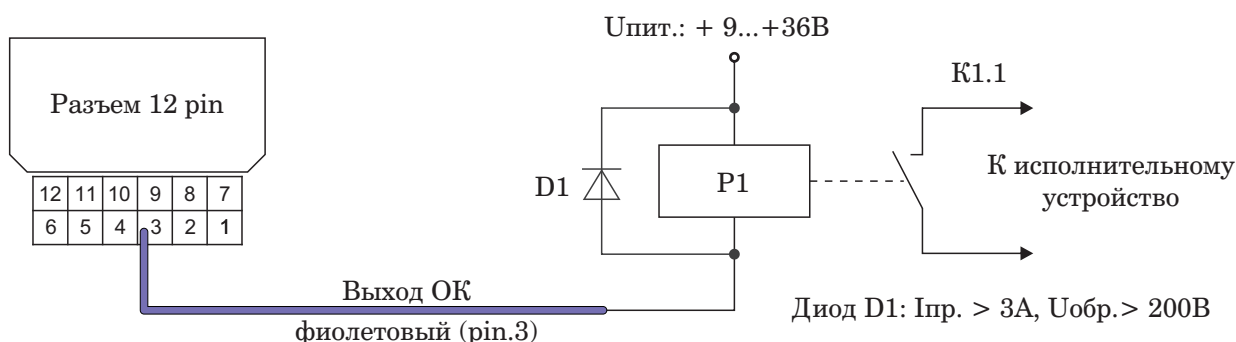 Uпит.: + 9...+36В
К1.1
Разъем 12 pin
К исполнительному
устройство
D1
Р1
12 11 10 9 8 7
6 5 4 3 2 1
Выход ОК
фиолетовый (pin.3)
Диод D1: Iпр. > 3А, Uобр.> 200В